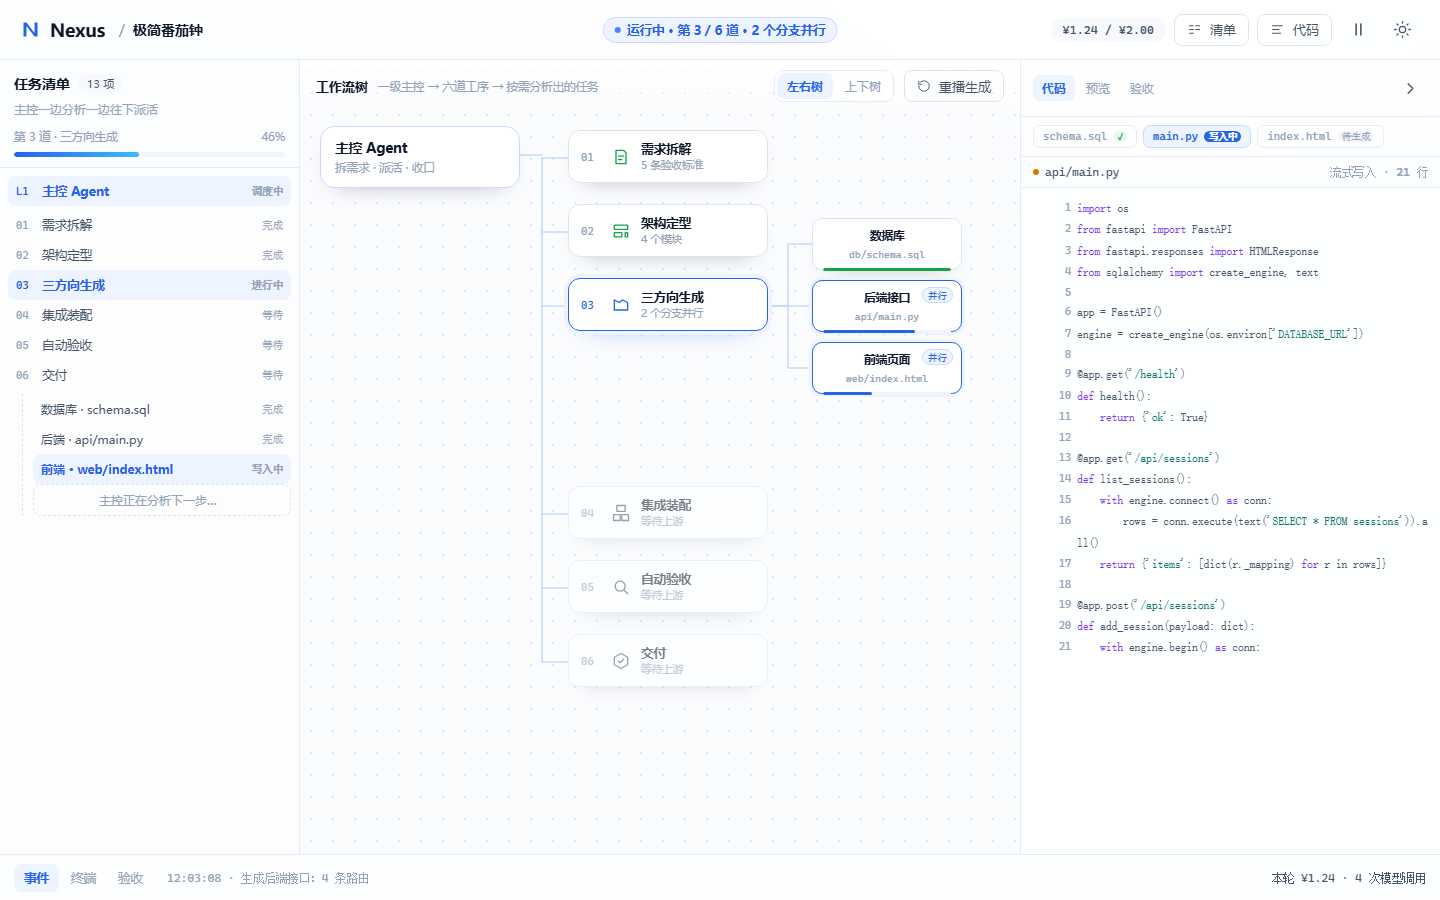 Nexus / 极简番茄钟
运行中 • 第 3 / 6 道 • 2 个分支并行
¥1.24 / ¥2.00
清单
代码
任务清单 13 项
主控一边分析一边往下派活
第 3 道 · 三方向生成 46%
L1 主控 Agent 调度中
01 需求拆解 完成
02 架构定型 完成
03 三方向生成 进行中
04 集成装配 等待
05 自动验收 等待
06 交付 等待
数据库 · schema.sql 完成
后端 · api/main.py 完成
前端 • web/index.html 写入中
主控正在分析下一步…
工作流树 一级主控 → 六道工序 → 按需分析出的任务
左右树 上下树
重播生成
主控 Agent
拆需求 · 派活 · 收口
01 需求拆解
5 条验收标准
02 架构定型
4 个模块
03 三方向生成
2 个分支并行
数据库
db/schema.sql
后端接口 并行
api/main.py
前端页面 并行
web/index.html
04 集成装配
等待上游
05 自动验收
等待上游
06 交付
等待上游
代码 预览 验收
schema.sql ✓
main.py 写入中
index.html 待生成
api/main.py 流式写入 · 21 行
1 import os
2 from fastapi import FastAPI
3 from fastapi.responses import HTMLResponse
4 from sqlalchemy import create_engine, text
5
6 app = FastAPI()
7 engine = create_engine(os.environ["DATABASE_URL"])
8
9 @app.get("/health")
10 def health():
11     return {"ok": True}
12
13 @app.get("/api/sessions")
14 def list_sessions():
15     with engine.connect() as conn:
16         rows = conn.execute(text("SELECT * FROM sessions")).a
ll()
17     return {"items": [dict(r._mapping) for r in rows]}
18
19 @app.post("/api/sessions")
20 def add_session(payload: dict):
21     with engine.begin() as conn:
事件 终端 验收 12:03:08 · 生成后端接口: 4 条路由
本轮 ¥1.24 · 4 次模型调用